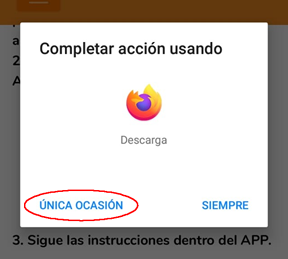 a
2
A
Completar acción usando
Descarga
ÚNICA OCASIÓN
SIEMPRE
3. Sigue las instrucciones dentro del APP.